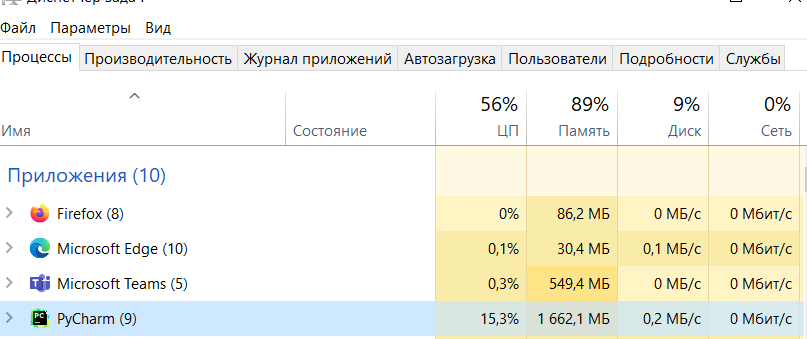 Файл Параметры Вид
Процессы Производительность Журнал приложений Автозагрузка Пользователи Подробности Службы
56% 89% 9% 0%
Имя Состояние ЦП Память Диск Сеть
Приложения (10)
Firefox (8) 0% 86,2 МБ 0 МБ/с 0 Мбит/с
Microsoft Edge (10) 0,1% 30,4 МБ 0,1 МБ/с 0 Мбит/с
Microsoft Teams (5) 0,3% 549,4 МБ 0 МБ/с 0 Мбит/с
PyCharm (9) 15,3% 1 662,1 МБ 0,2 МБ/с 0 Мбит/с